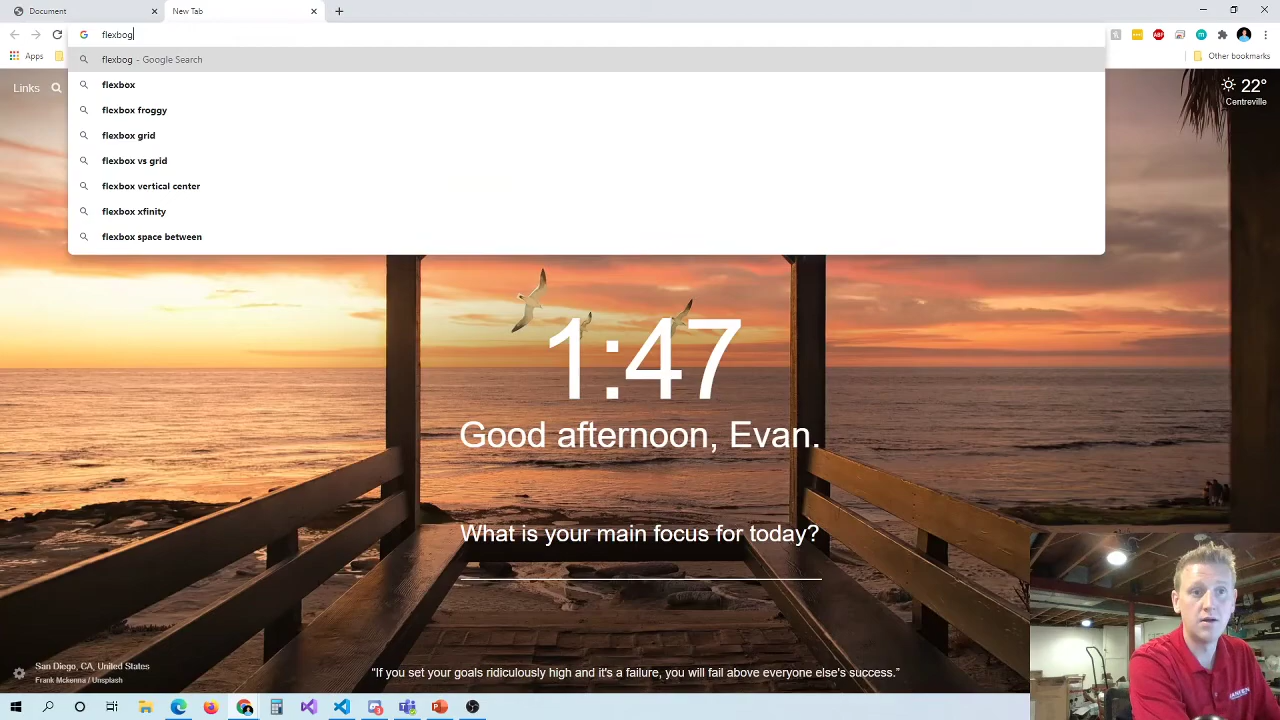 Document
New Tab
flexbog
Apps
Other bookmarks
flexbog - Google Search
flexbox
flexbox froggy
flexbox grid
flexbox vs grid
flexbox vertical center
flexbox xfinity
flexbox space between
Links
22°
Centreville
1:47
Good afternoon, Evan.
What is your main focus for today?
San Diego, CA, United States
Frank Mckenna / Unsplash
“If you set your goals ridiculously high and it's a failure, you will fail above everyone else's success.”
ABP